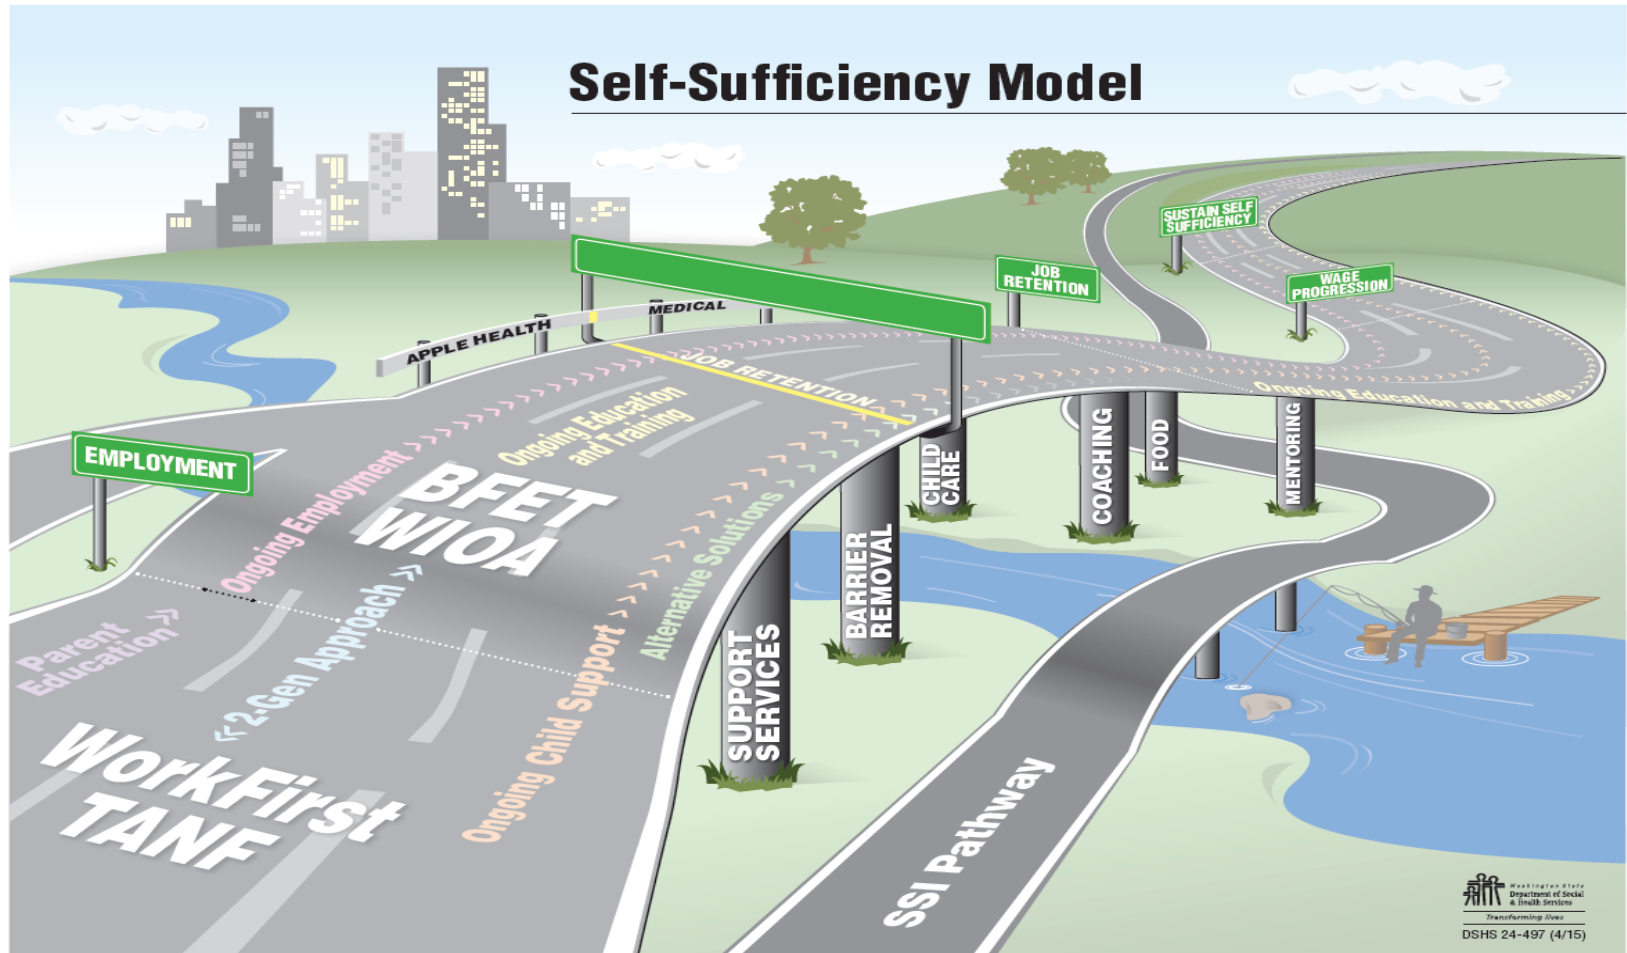 Self-Sufficiency Model
SUSTAIN SELF
SUFFICIENCY
JOB
RETENTION
WAGE
PROGRESSION
APPLE HEALTH
MEDICAL
JOB RETENTION
Ongoing Education and Training
EMPLOYMENT
Ongoing Education
and Training
Ongoing Employment
BFET
WIOA
Alternative Solutions
CHILD
CARE
COACHING
FOOD
MENTORING
BARRIER
REMOVAL
SUPPORT
SERVICES
Parent
Education
2-Gen Approach
Ongoing Child Support
WorkFirst
TANF
SSI Pathway
Washington State
Department of Social
& Health Services
Transforming lives
DSHS 24-497 (4/15)